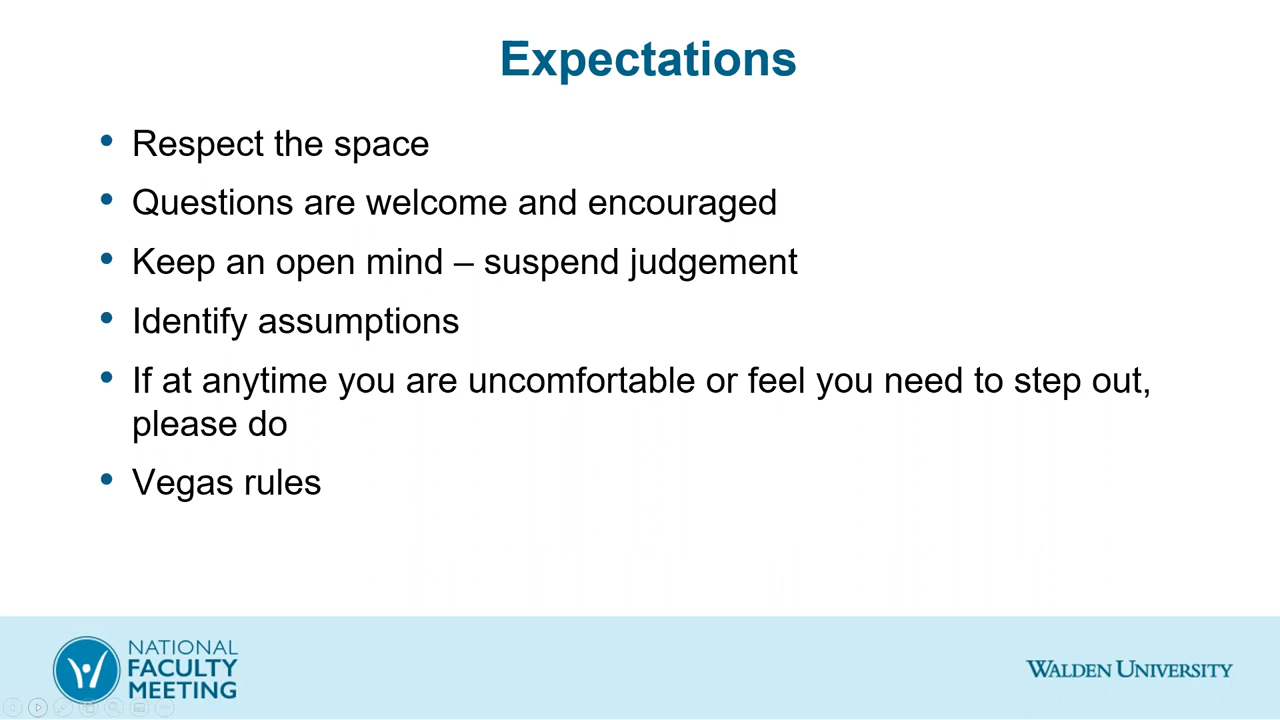 Expectations
• Respect the space
• Questions are welcome and encouraged
• Keep an open mind – suspend judgement
• Identify assumptions
• If at anytime you are uncomfortable or feel you need to step out,
please do
• Vegas rules
NATIONAL
FACULTY
MEETING
WALDEN UNIVERSITY